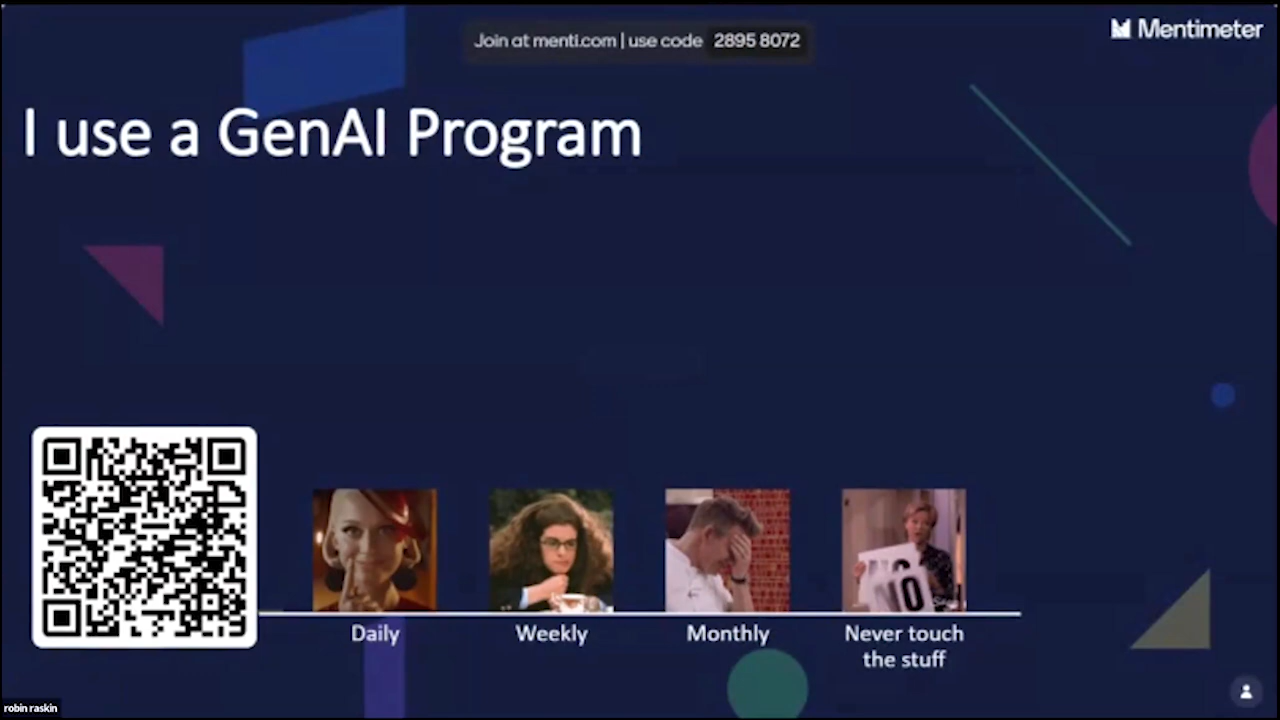 Join at menti.com | use code 2895 8072
Mentimeter
I use a GenAI Program
NO
Daily
Weekly
Monthly
Never touch
the stuff
robin raskin